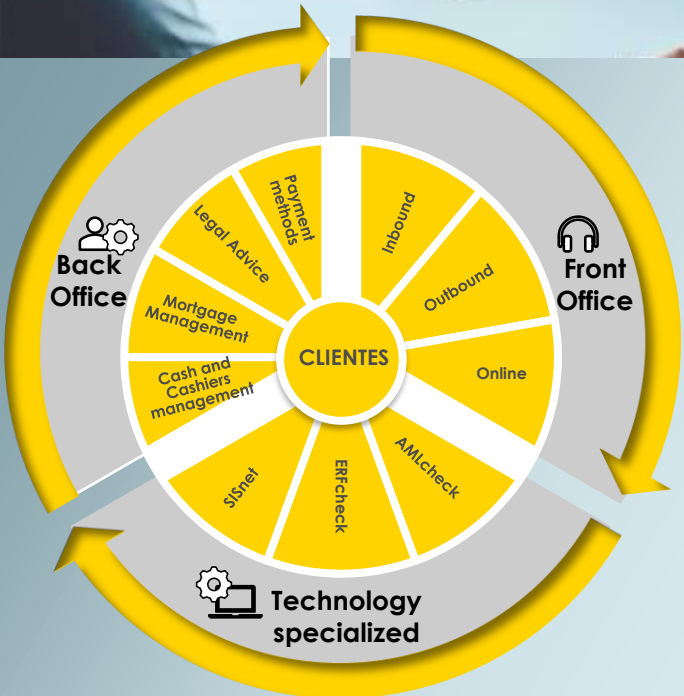 Back
Office
Payment
methods
Legal Advice
Mortgage
Management
Cash and
Cashiers
management
Inbound
Outbound
Online
Front
Office
CLIENTES
AMLcheck
ERFcheck
SISnet
Technology
specialized